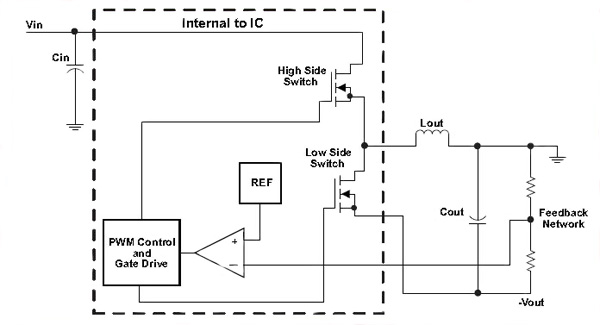 Vin
Internal to IC
Cin
High Side
Switch
Lout
Low Side
Switch
REF
Cout
Feedback
Network
PWM Control
and
Gate Drive
+
–
-Vout